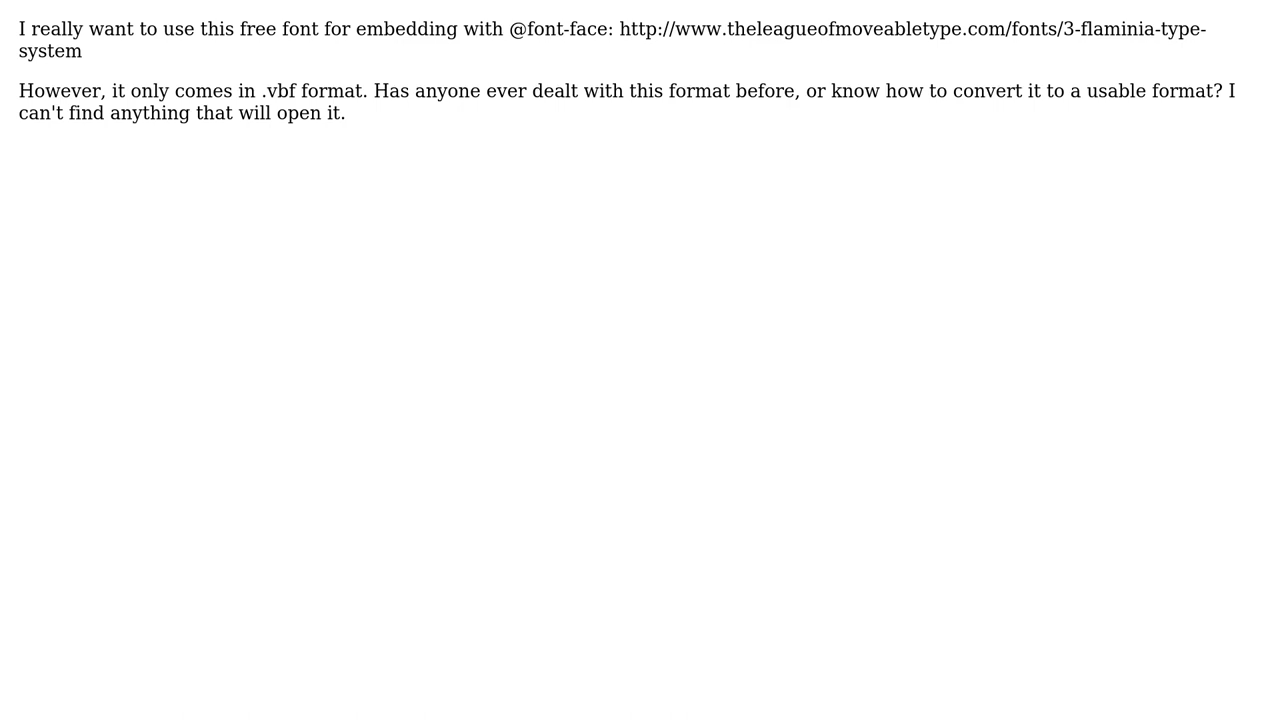 I really want to use this free font for embedding with @font-face: http://www.theleagueofmoveabletype.com/fonts/3-flaminia-type-
system
However, it only comes in .vbf format. Has anyone ever dealt with this format before, or know how to convert it to a usable format? I
can't find anything that will open it.